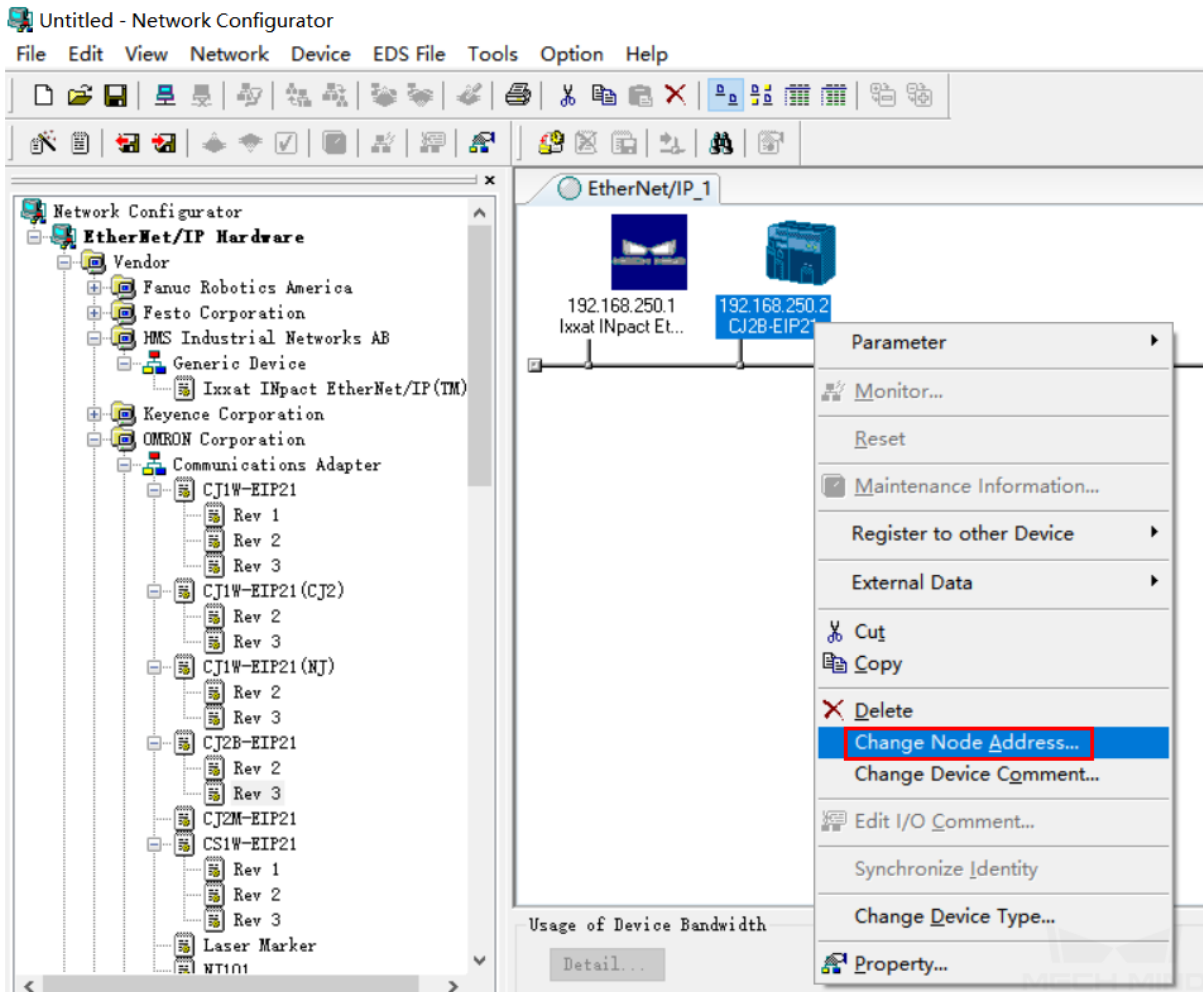 Untitled - Network Configurator
File Edit View Network Device EDS File Tools Option Help
Network Configurator
EtherNet/IP Hardware
Vendor
Fanuc Robotics America
Festo Corporation
HMS Industrial Networks AB
Generic Device
Ixxat INpact EtherNet/IP(TM)
Keyence Corporation
OMRON Corporation
Communications Adapter
CJ1W-EIP21
Rev 1
Rev 2
Rev 3
CJ1W-EIP21(CJ2)
Rev 2
Rev 3
CJ1W-EIP21(NJ)
Rev 2
Rev 3
CJ2B-EIP21
Rev 2
Rev 3
CJ2M-EIP21
CS1W-EIP21
Rev 1
Rev 2
Rev 3
Laser Marker
NT101
EtherNet/IP_1
192.168.250.1
Ixxat INpact Et...
192.168.250.2
CJ2B-EIP21
Parameter
Monitor...
Reset
Maintenance Information...
Register to other Device
External Data
Cut
Copy
Delete
Change Node Address...
Change Device Comment...
Edit I/O Comment...
Synchronize Identity
Change Device Type...
Property...
Usage of Device Bandwidth
Detail...
MECH MIND